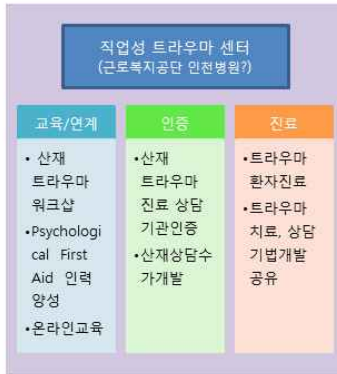 직업성 트라우마 센터
(근로복지공단 인천병원?)
교육/연계
• 산재
트라우마
워크샵
•Psychologi
cal First
Aid 인력
양성
•온라인교육
인증
•산재
트라우마
진료 상담
기관인증
•산재상담수
가개발
진료
•트라우마
환자진료
•트라우마
치료, 상담
기법개발
공유